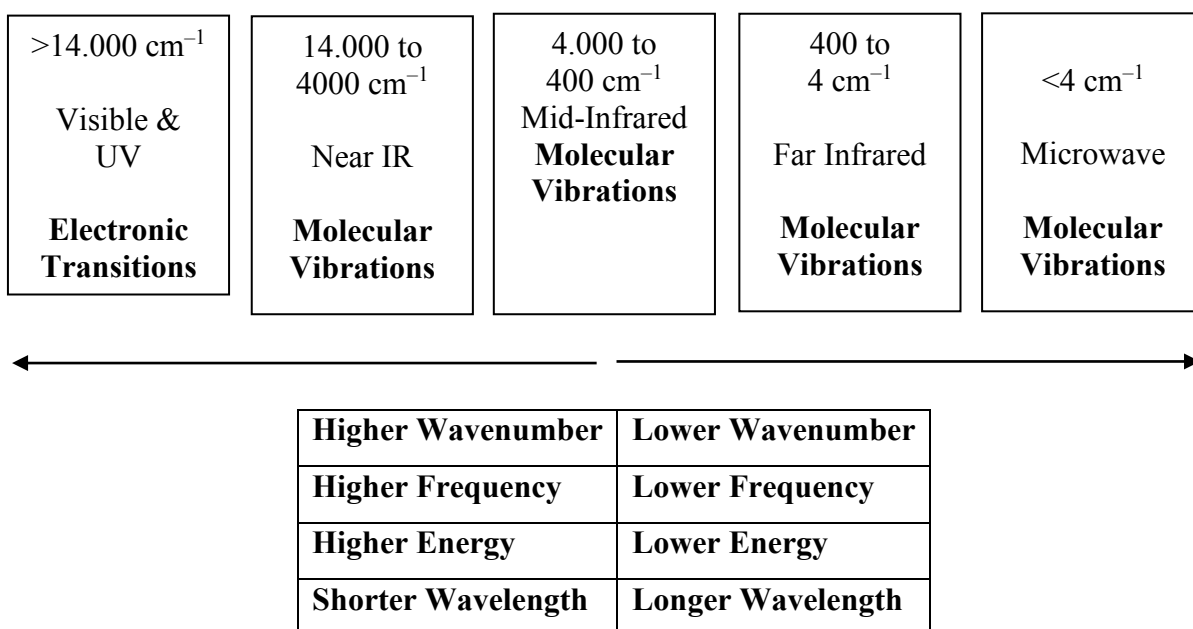 >14.000 cm⁻¹
Visible &
UV
Electronic
Transitions
14.000 to
4000 cm⁻¹
Near IR
Molecular
Vibrations
4.000 to
400 cm⁻¹
Mid-Infrared
Molecular
Vibrations
400 to
4 cm⁻¹
Far Infrared
Molecular
Vibrations
<4 cm⁻¹
Microwave
Molecular
Vibrations
Higher Wavenumber Lower Wavenumber
Higher Frequency Lower Frequency
Higher Energy Lower Energy
Shorter Wavelength Longer Wavelength